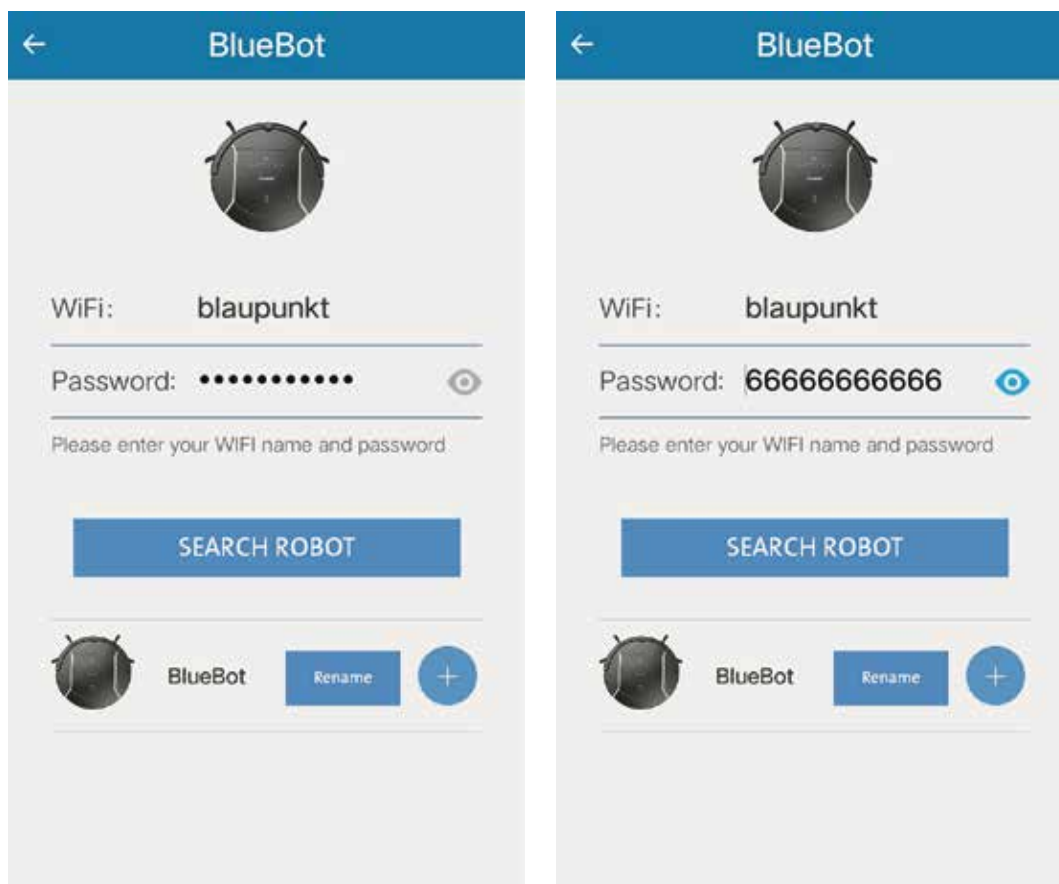 BlueBot
WiFi: blaupunkt
Password: •••••••••••
Please enter your WIFI name and password
SEARCH ROBOT
BlueBot Rename +
BlueBot
WiFi: blaupunkt
Password: 66666666666
Please enter your WIFI name and password
SEARCH ROBOT
BlueBot Rename +